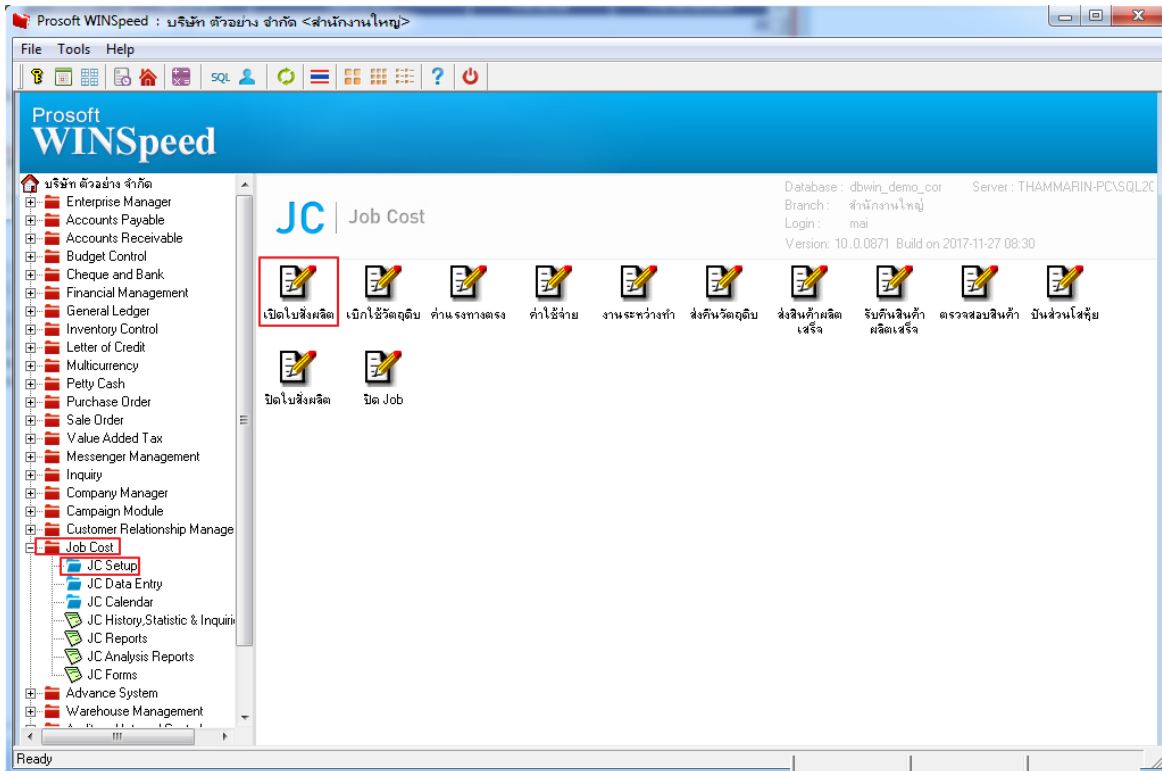 Prosoft WINSpeed : บริษัท ตัวอย่าง จำกัด <สำนักงานใหญ่>
File Tools Help
SQL
Prosoft
WINSpeed
บริษัท ตัวอย่าง จำกัด
Enterprise Manager
Accounts Payable
Accounts Receivable
Budget Control
Cheque and Bank
Financial Management
General Ledger
Inventory Control
Letter of Credit
Multicurrency
Petty Cash
Purchase Order
Sale Order
Value Added Tax
Messenger Management
Inquiry
Company Manager
Campaign Module
Customer Relationship Manage
Job Cost
JC Setup
JC Data Entry
JC Calendar
JC History,Statistic & Inquirie
JC Reports
JC Analysis Reports
JC Forms
Advance System
Warehouse Management
JC Job Cost
Database : dbwin_demo_cor Server : THAMMARIN-PC\SQL20
Branch : สำนักงานใหญ่
Login : mai
Version: 10.0.0871 Build on 2017-11-27 08:30
เปิดใบสั่งผลิต เบิกใช้วัตถุดิบ ค่าแรงทางตรง ค่าใช้จ่าย งานระหว่างทำ ส่งคืนวัตถุดิบ ส่งสินค้าผลิตเสร็จ รับคืนสินค้าผลิตเสร็จ ตรวจสอบสินค้า ปันส่วนโสหุ้ย
ปิดใบสั่งผลิต ปิด Job
Ready